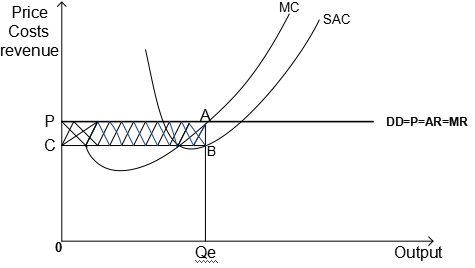 Price
Costs
revenue
MC
SAC
P
A
DD=P=AR=MR
C
B
0
Qe
Output